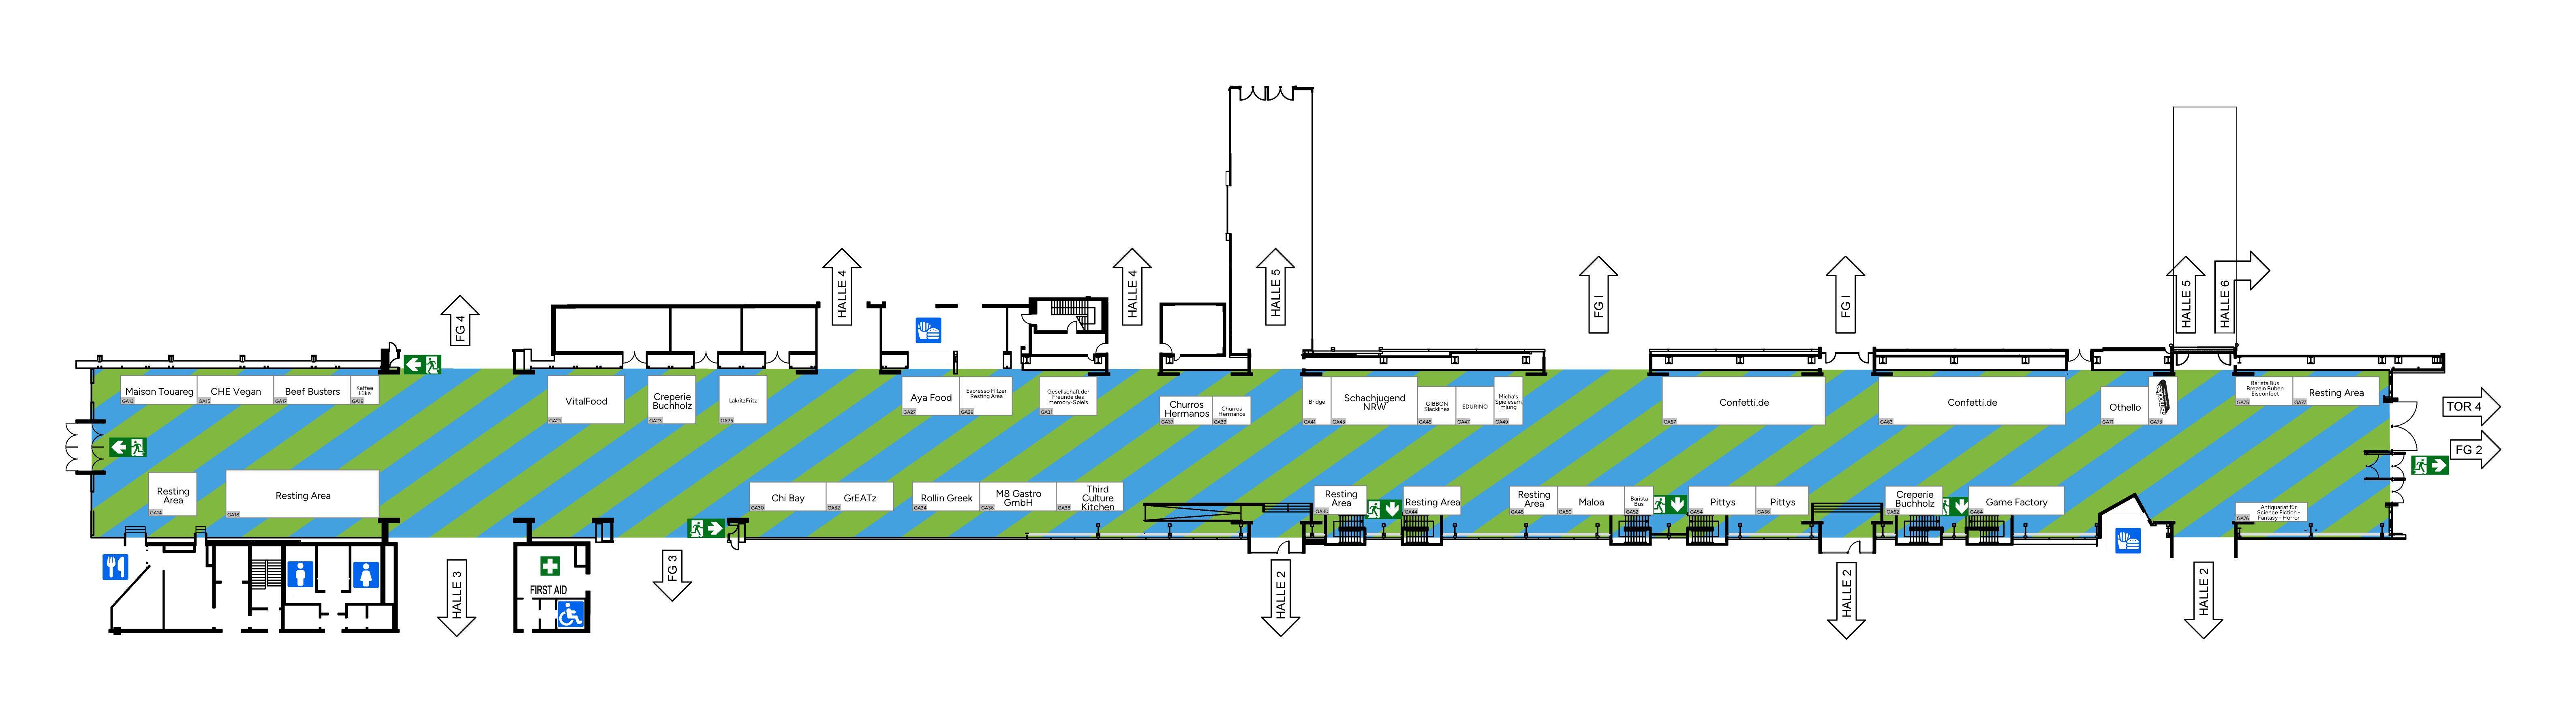 HALLE 4
HALLE 4
HALLE 5
FG 1
FG 1
HALLE 5
HALLE 6
FG 4
Maison Touareg
GA13
CHE Vegan
GA15
Beef Busters
GA17
Kaffee
Lüke
GA19
VitalFood
GA21
Creperie
Buchholz
GA23
LakritzFritz
GA25
Aya Food
GA27
Espresso Flitzer
Resting Area
GA29
Gesellschaft der
Freunde des
memory-Spiels
GA31
Churros
Hermanos
GA37
Churros
Hermanos
GA39
Bridge
GA41
Schachjugend
NRW
GA43
GIBBON
Slacklines
GA45
EDURINO
GA47
Micha's
Spielesam
mlung
GA49
Confetti.de
GA57
Confetti.de
GA63
Othello
GA71
GA73
Barista Bus
Brezeln Buben
Eisconfect
GA75
Resting Area
GA77
TOR 4
FG 2
Resting
Area
GA14
Resting Area
GA16
Chi Bay
GA30
GrEATz
GA32
Rollin Greek
GA34
M8 Gastro
GmbH
GA36
Third
Culture
Kitchen
GA38
Resting
Area
GA40
Resting Area
GA44
Resting
Area
GA48
Maloa
GA50
Barista
Bus
GA52
Pittys
GA54
Pittys
GA56
Creperie
Buchholz
GA62
Game Factory
GA64
Antiquariat für
Science Fiction -
Fantasy - Horror
GA76
HALLE 3
FIRST AID
FG 3
HALLE 2
HALLE 2
HALLE 2